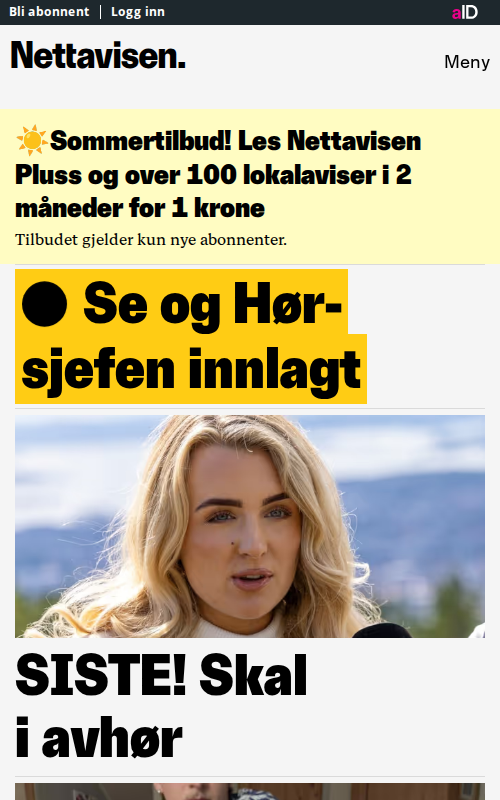 Bli abonnent | Logg inn
aID
Nettavisen.
Meny
☀️Sommertilbud! Les Nettavisen
Pluss og over 100 lokalaviser i 2
måneder for 1 krone
Tilbudet gjelder kun nye abonnenter.
● Se og Hør-
sjefen innlagt
SISTE! Skal
i avhør